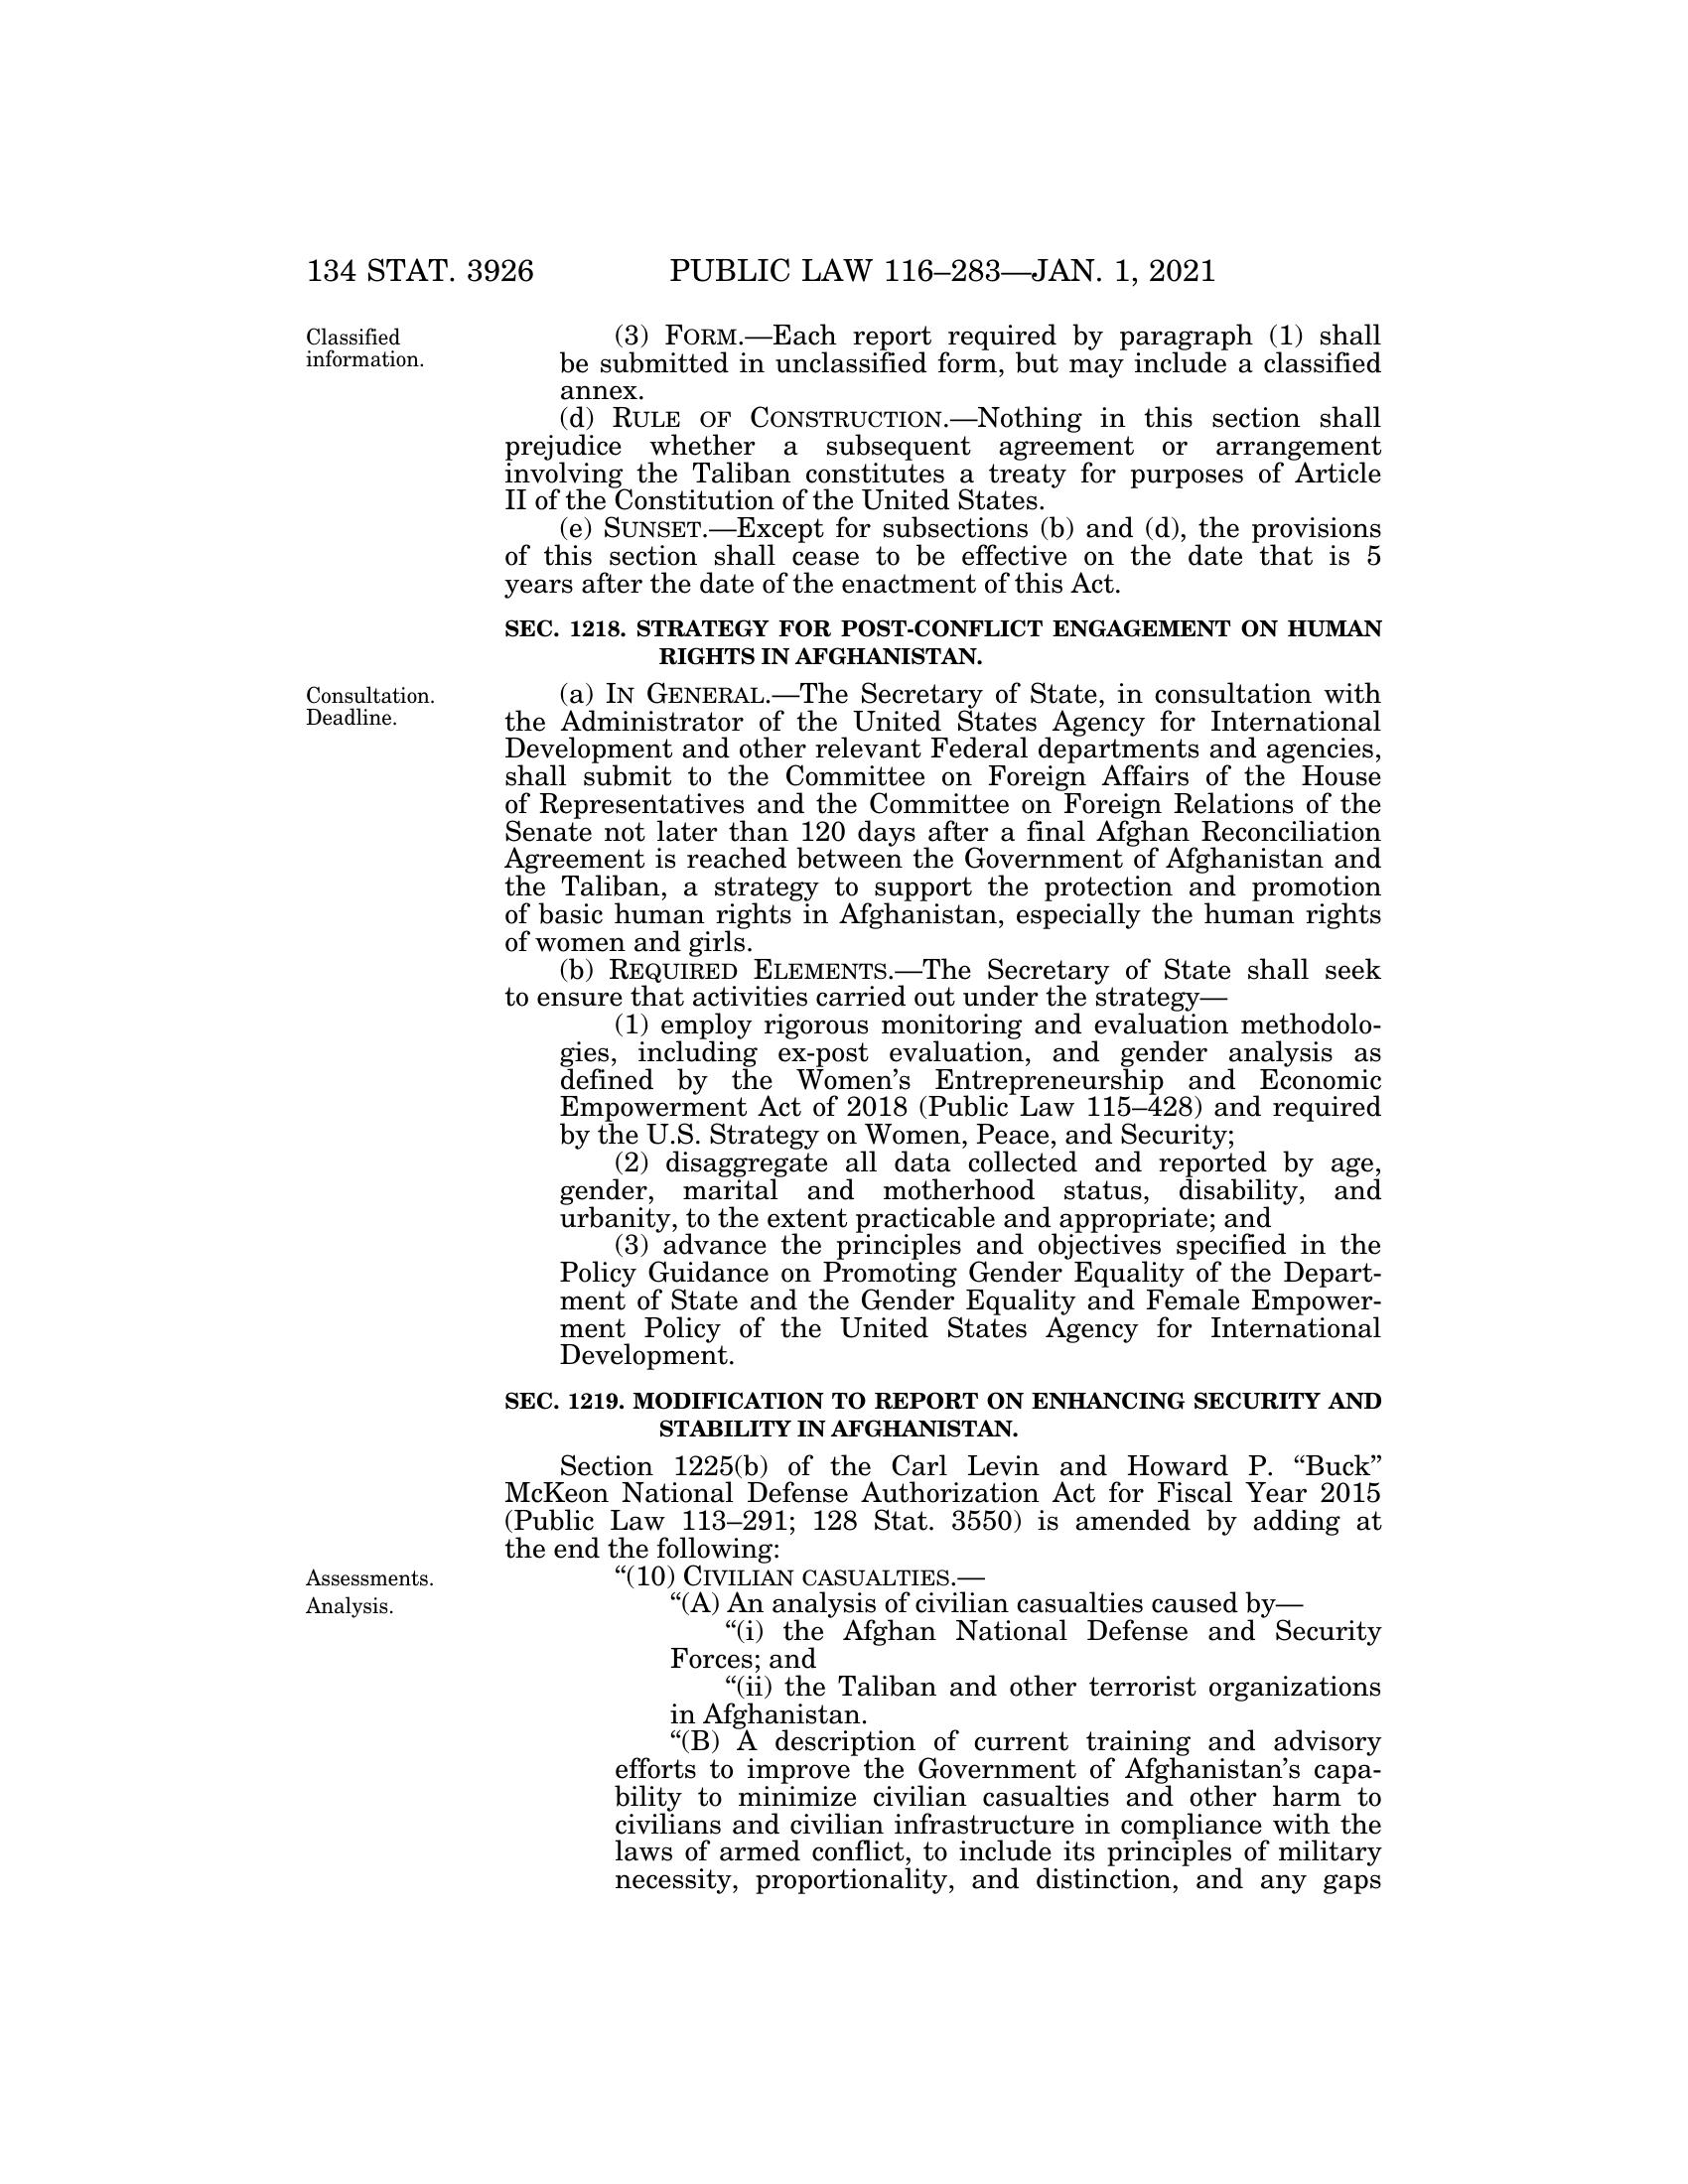 134 STAT. 3926 PUBLIC LAW 116–283—JAN. 1, 2021
Classified
information.
(3) FORM.—Each report required by paragraph (1) shall
be submitted in unclassified form, but may include a classified
annex.
(d) RULE OF CONSTRUCTION.—Nothing in this section shall
prejudice whether a subsequent agreement or arrangement
involving the Taliban constitutes a treaty for purposes of Article
II of the Constitution of the United States.
(e) SUNSET.—Except for subsections (b) and (d), the provisions
of this section shall cease to be effective on the date that is 5
years after the date of the enactment of this Act.
SEC. 1218. STRATEGY FOR POST-CONFLICT ENGAGEMENT ON HUMAN
RIGHTS IN AFGHANISTAN.
Consultation.
Deadline.
(a) IN GENERAL.—The Secretary of State, in consultation with
the Administrator of the United States Agency for International
Development and other relevant Federal departments and agencies,
shall submit to the Committee on Foreign Affairs of the House
of Representatives and the Committee on Foreign Relations of the
Senate not later than 120 days after a final Afghan Reconciliation
Agreement is reached between the Government of Afghanistan and
the Taliban, a strategy to support the protection and promotion
of basic human rights in Afghanistan, especially the human rights
of women and girls.
(b) REQUIRED ELEMENTS.—The Secretary of State shall seek
to ensure that activities carried out under the strategy—
(1) employ rigorous monitoring and evaluation methodolo-
gies, including ex-post evaluation, and gender analysis as
defined by the Women’s Entrepreneurship and Economic
Empowerment Act of 2018 (Public Law 115–428) and required
by the U.S. Strategy on Women, Peace, and Security;
(2) disaggregate all data collected and reported by age,
gender, marital and motherhood status, disability, and
urbanity, to the extent practicable and appropriate; and
(3) advance the principles and objectives specified in the
Policy Guidance on Promoting Gender Equality of the Depart-
ment of State and the Gender Equality and Female Empower-
ment Policy of the United States Agency for International
Development.
SEC. 1219. MODIFICATION TO REPORT ON ENHANCING SECURITY AND
STABILITY IN AFGHANISTAN.
Section 1225(b) of the Carl Levin and Howard P. “Buck”
McKeon National Defense Authorization Act for Fiscal Year 2015
(Public Law 113–291; 128 Stat. 3550) is amended by adding at
the end the following:
Assessments.
Analysis.
“(10) CIVILIAN CASUALTIES.—
“(A) An analysis of civilian casualties caused by—
“(i) the Afghan National Defense and Security
Forces; and
“(ii) the Taliban and other terrorist organizations
in Afghanistan.
“(B) A description of current training and advisory
efforts to improve the Government of Afghanistan’s capa-
bility to minimize civilian casualties and other harm to
civilians and civilian infrastructure in compliance with the
laws of armed conflict, to include its principles of military
necessity, proportionality, and distinction, and any gaps